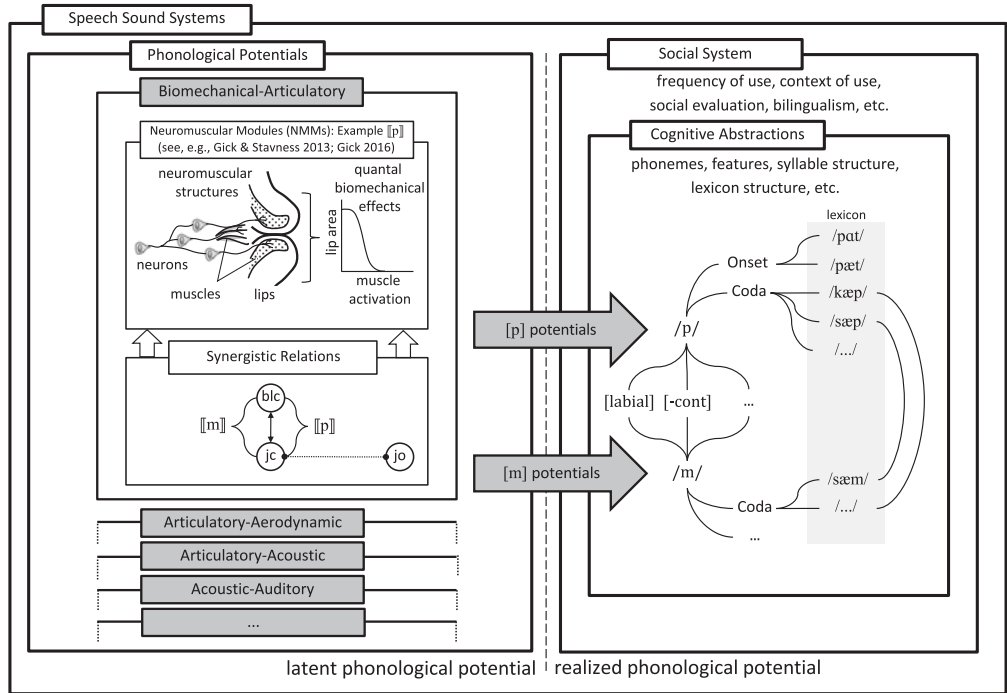 Speech Sound Systems
Phonological Potentials
Biomechanical-Articulatory
Neuromuscular Modules (NMMs): Example ⟦p⟧
(see, e.g., Gick & Stavness 2013; Gick 2016)
neuromuscular
structures
quantal
biomechanical
effects
lip area
neurons
muscles
lips
muscle
activation
Synergistic Relations
blc
⟦m⟧
⟦p⟧
jc
jo
Articulatory-Aerodynamic
Articulatory-Acoustic
Acoustic-Auditory
...
latent phonological potential
[p] potentials
[m] potentials
Social System
frequency of use, context of use,
social evaluation, bilingualism, etc.
Cognitive Abstractions
phonemes, features, syllable structure,
lexicon structure, etc.
lexicon
/pɑt/
Onset
/pæt/
Coda
/kæp/
/sæp/
/p/
/.../
[labial]
[-cont]
...
/m/
/sæm/
Coda
/.../
...
realized phonological potential